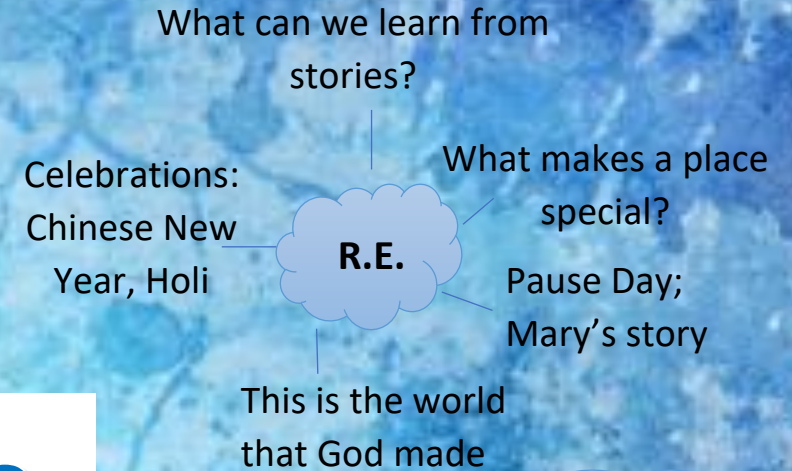 What can we learn from
stories?
What makes a place
special?
Celebrations:
Chinese New
Year, Holi
R.E.
Pause Day;
Mary’s story
This is the world
that God made